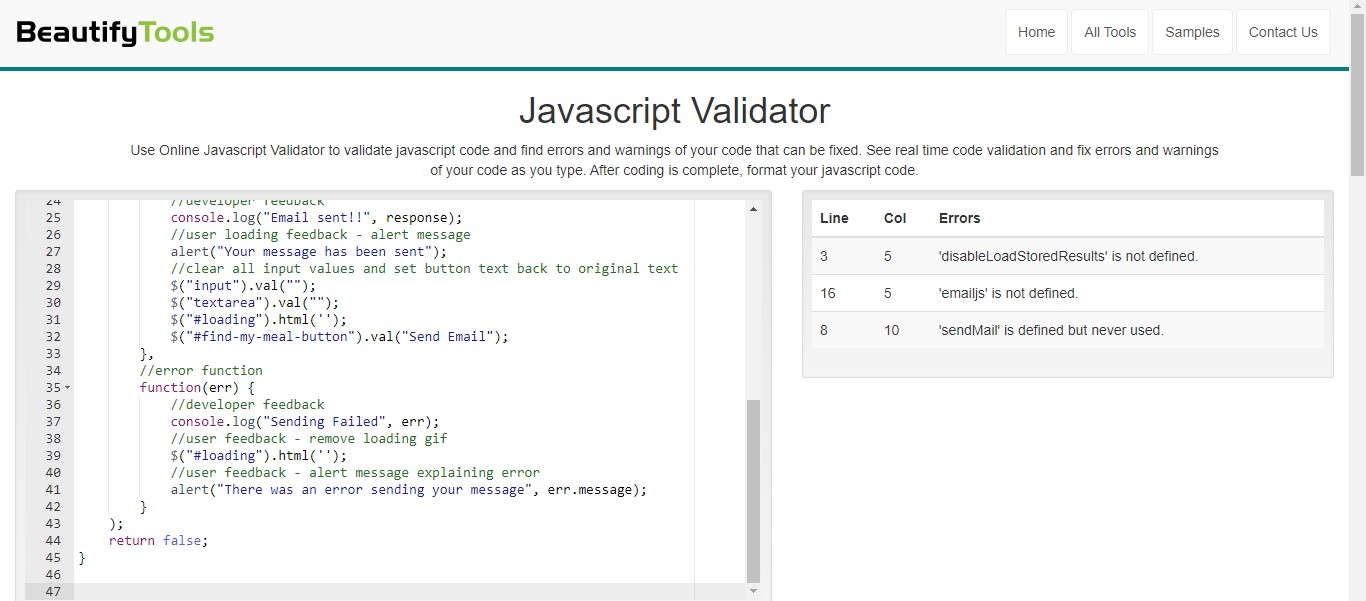 BeautifyTools
Home All Tools Samples Contact Us
Javascript Validator
Use Online Javascript Validator to validate javascript code and find errors and warnings of your code that can be fixed. See real time code validation and fix errors and warnings
of your code as you type. After coding is complete, format your javascript code.
24 //developer feedback
25 console.log("Email sent!!", response);
26 //user loading feedback - alert message
27 alert("Your message has been sent");
28 //clear all input values and set button text back to original text
29 $("input").val("");
30 $("textarea").val("");
31 $("#loading").html('');
32 $("#find-my-meal-button").val("Send Email");
33 },
34 //error function
35 function(err) {
36 //developer feedback
37 console.log("Sending Failed", err);
38 //user feedback - remove loading gif
39 $("#loading").html('');
40 //user feedback - alert message explaining error
41 alert("There was an error sending your message", err.message);
42 }
43 );
44 return false;
45 }
46
47
Line Col Errors
3 5 'disableLoadStoredResults' is not defined.
16 5 'emailjs' is not defined.
8 10 'sendMail' is defined but never used.